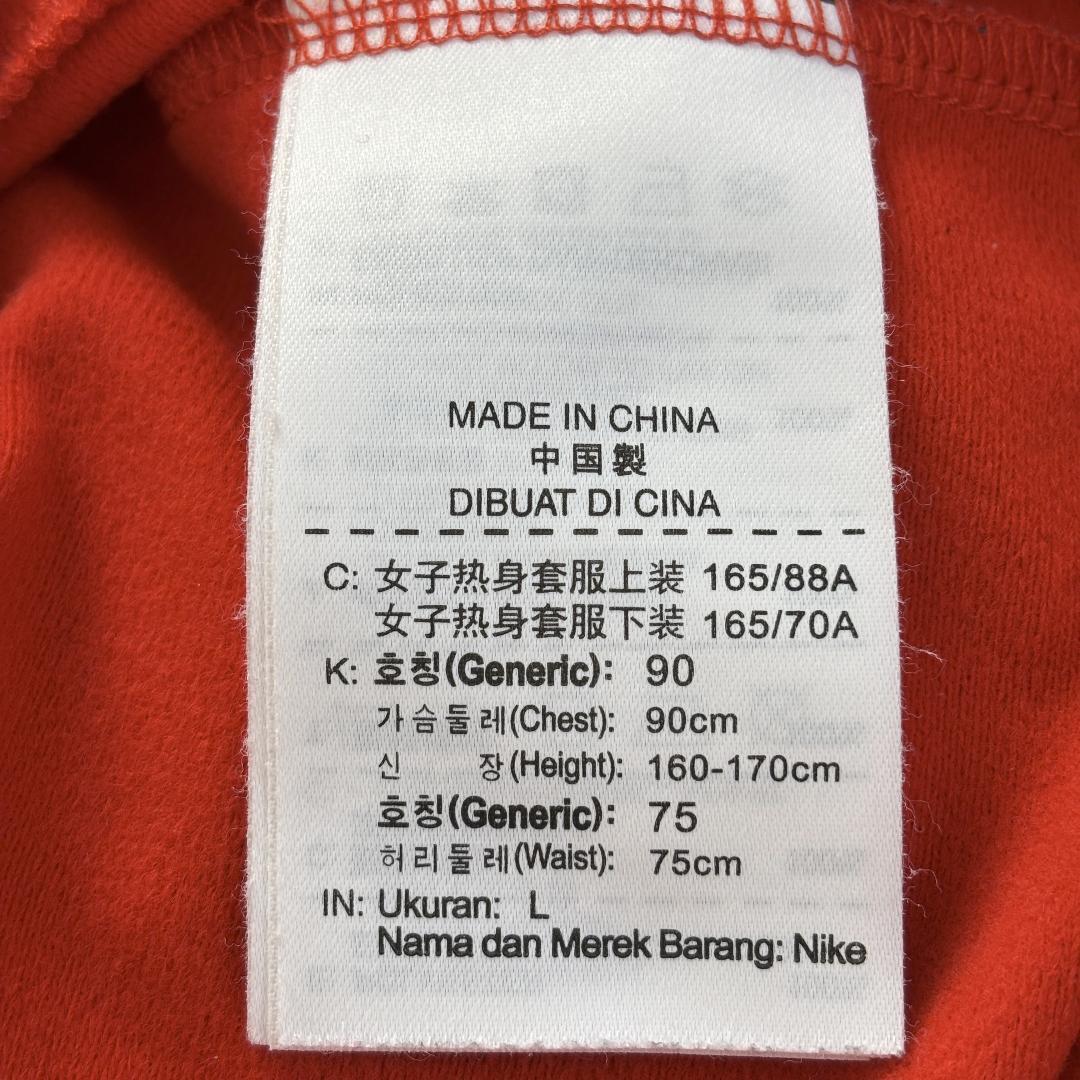 MADE IN CHINA
中国製
DIBUAT DI CINA
C: 女子热身套服上装 165/88A
女子热身套服下装 165/70A
K: 호칭(Generic): 90
가슴둘레(Chest): 90cm
신 장(Height): 160-170cm
호칭(Generic): 75
허리둘레(Waist): 75cm
IN: Ukuran: L
Nama dan Merek Barang: Nike